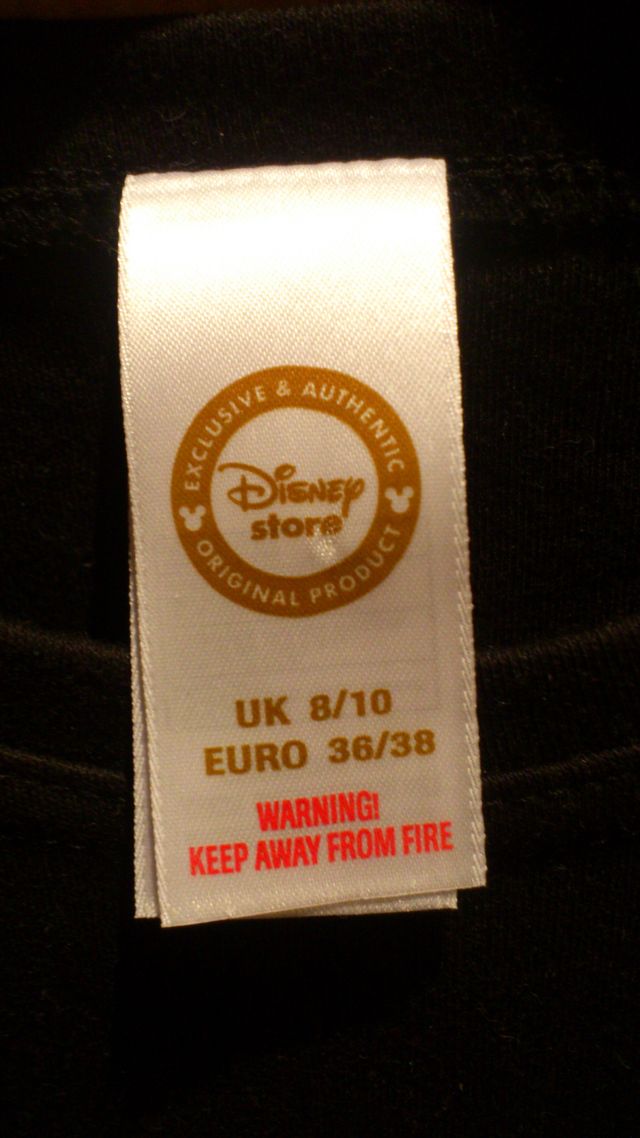 EXCLUSIVE & AUTHENTIC
Disney
store
ORIGINAL PRODUCT
UK 8/10
EURO 36/38
WARNING!
KEEP AWAY FROM FIRE